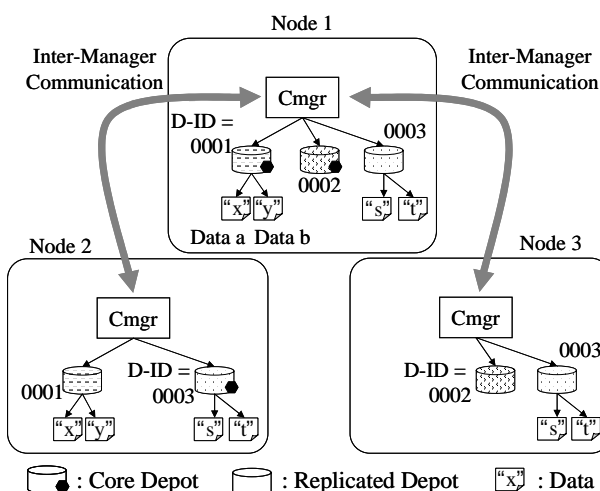 Node 1
Inter-Manager
Communication
Inter-Manager
Communication
Cmgr
D-ID =
0001
0002
0003
“x”
“y”
“s”
“t”
Data a Data b
Node 2
Cmgr
0001
D-ID =
0003
“x”
“y”
“s”
“t”
Node 3
Cmgr
D-ID =
0002
0003
“s”
“t”
: Core Depot
: Replicated Depot
“x”
: Data